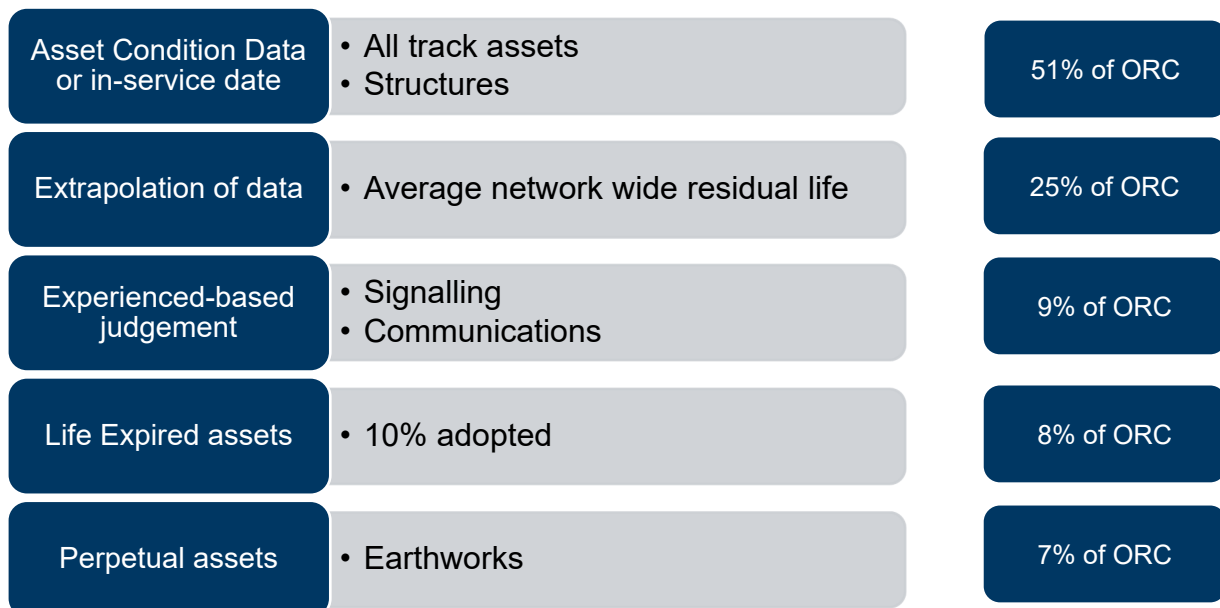 Asset Condition Data
or in-service date
• All track assets
• Structures
51% of ORC
Extrapolation of data
• Average network wide residual life
25% of ORC
Experienced-based
judgement
• Signalling
• Communications
9% of ORC
Life Expired assets
• 10% adopted
8% of ORC
Perpetual assets
• Earthworks
7% of ORC